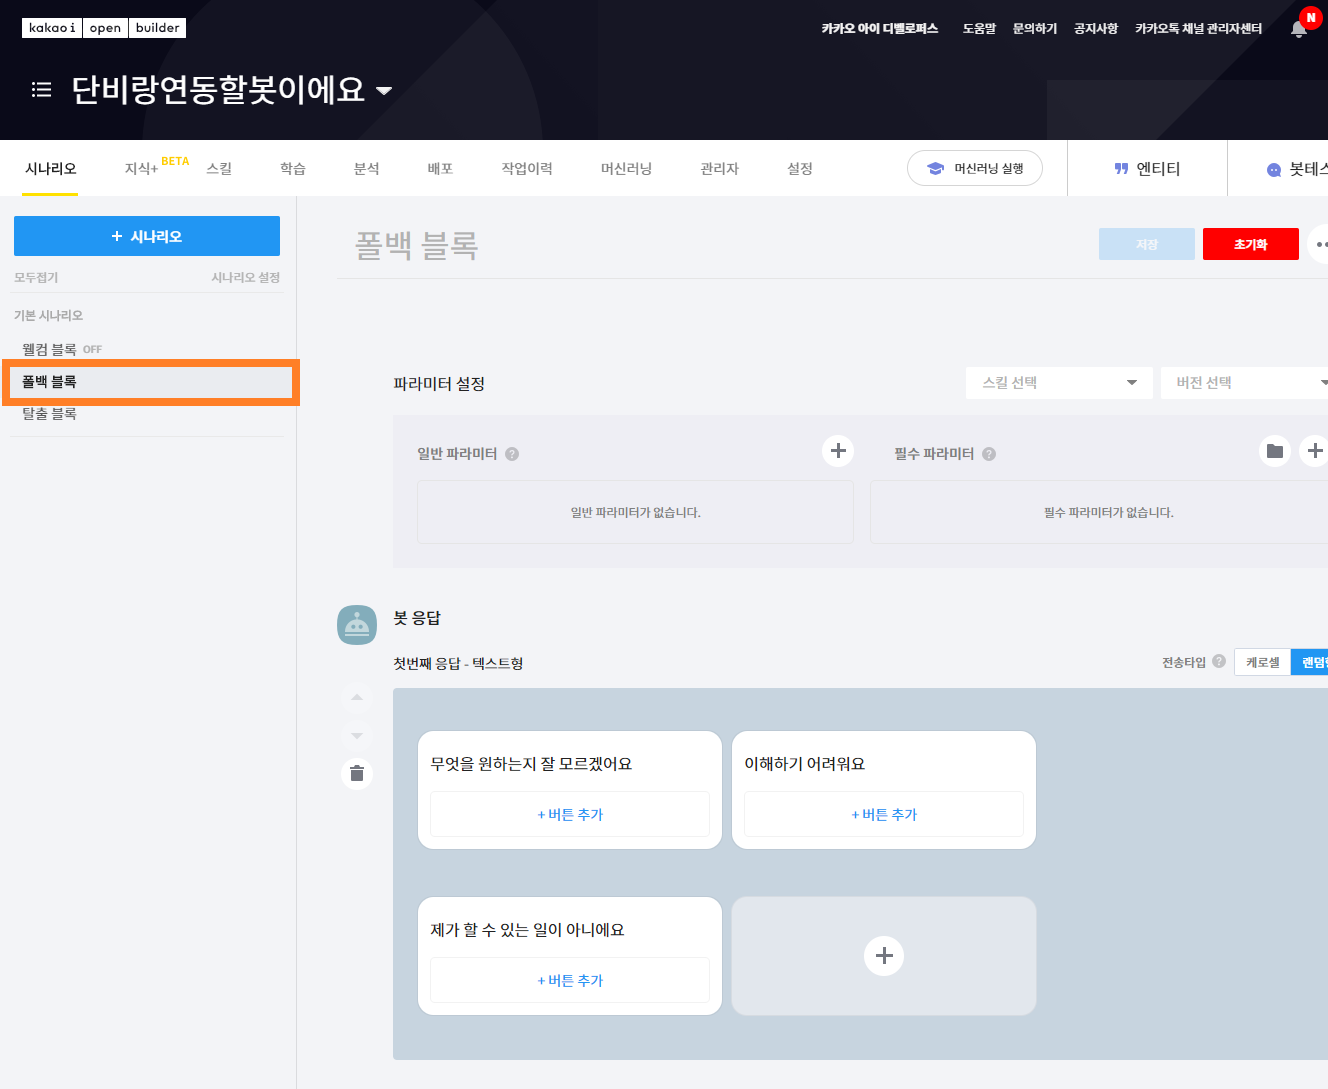 kakao i open builder
카카오 아이 디벨로퍼스 도움말 문의하기 공지사항 카카오톡 채널 관리자센터 N
단비랑연동할봇이에요
시나리오 지식+ BETA 스킬 학습 분석 배포 작업이력 머신러닝 관리자 설정 머신러닝 실행 엔티티 봇테스
+ 시나리오
모두접기 시나리오 설정
기본 시나리오
웰컴 블록 OFF
폴백 블록
탈출 블록
폴백 블록
저장 초기화
파라미터 설정 스킬 선택 버전 선택
일반 파라미터 ? 필수 파라미터 ?
일반 파라미터가 없습니다. 필수 파라미터가 없습니다.
봇 응답
첫번째 응답 - 텍스트형 전송타입 ? 케로셀 랜덤
무엇을 원하는지 잘 모르겠어요 이해하기 어려워요
+ 버튼 추가 + 버튼 추가
제가 할 수 있는 일이 아니에요
+ 버튼 추가